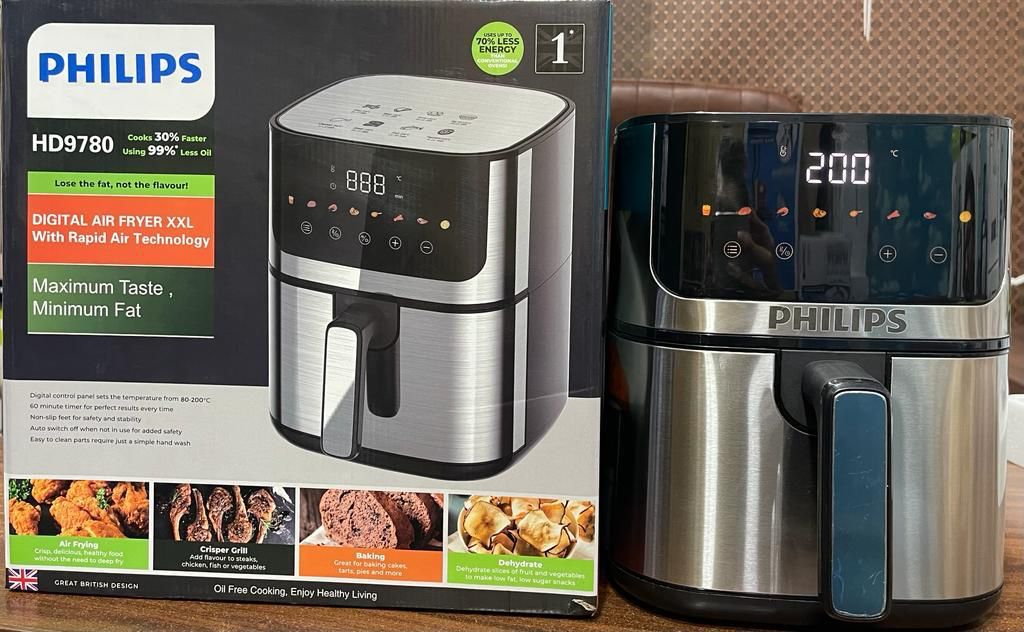 PHILIPS
USES UP TO
70% LESS
ENERGY
THAN
CONVENTIONAL
OVENS!
1*
HD9780
Cooks 30% Faster
Using 99%* Less Oil
Lose the fat, not the flavour!
DIGITAL AIR FRYER XXL
With Rapid Air Technology
Maximum Taste ,
Minimum Fat
888
°C
min
Digital control panel sets the temperature from 80-200°C
60 minute timer for perfect results every time
Non-slip feet for safety and stability
Auto switch off when not in use for added safety
Easy to clean parts require just a simple hand wash
Air Frying
Crisp, delicious, healthy food
without the need to deep fry
Crisper Grill
Add flavour to steaks,
chicken, fish or vegetables
Baking
Great for baking cakes,
tarts, pies and more
Dehydrate
Dehydrate slices of fruit and vegetables
to make low fat, low sugar snacks
GREAT BRITISH DESIGN
Oil Free Cooking, Enjoy Healthy Living
200
°C
PHILIPS